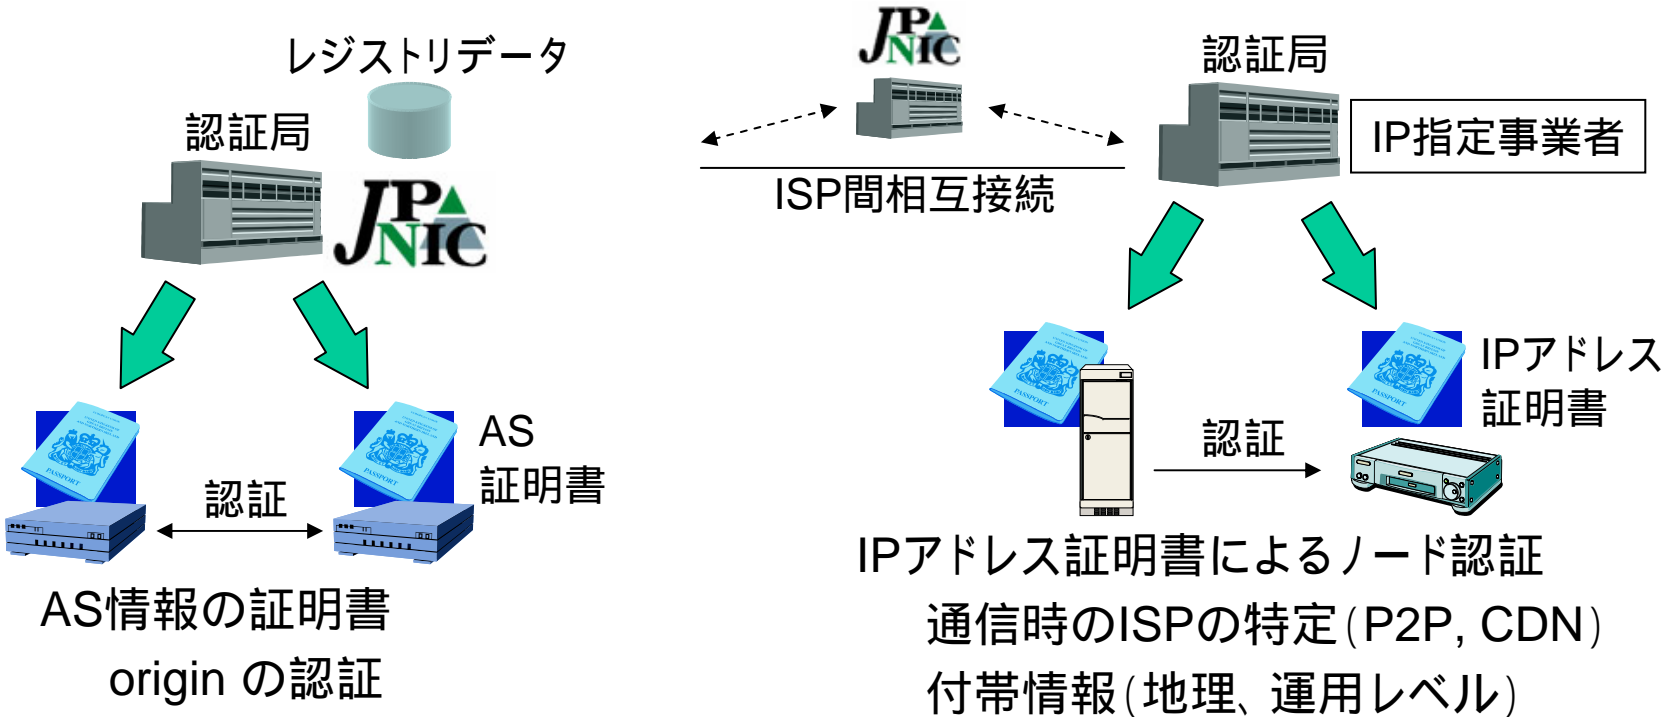 レジストリデータ
認証局
JPNIC
AS
証明書
PASSPORT
PASSPORT
認証
AS情報の証明書
origin の認証
JPNIC
認証局
IP指定事業者
ISP間相互接続
PASSPORT
PASSPORT
IPアドレス
証明書
認証
IPアドレス証明書によるノード認証
通信時のISPの特定(P2P, CDN)
付帯情報(地理、運用レベル)